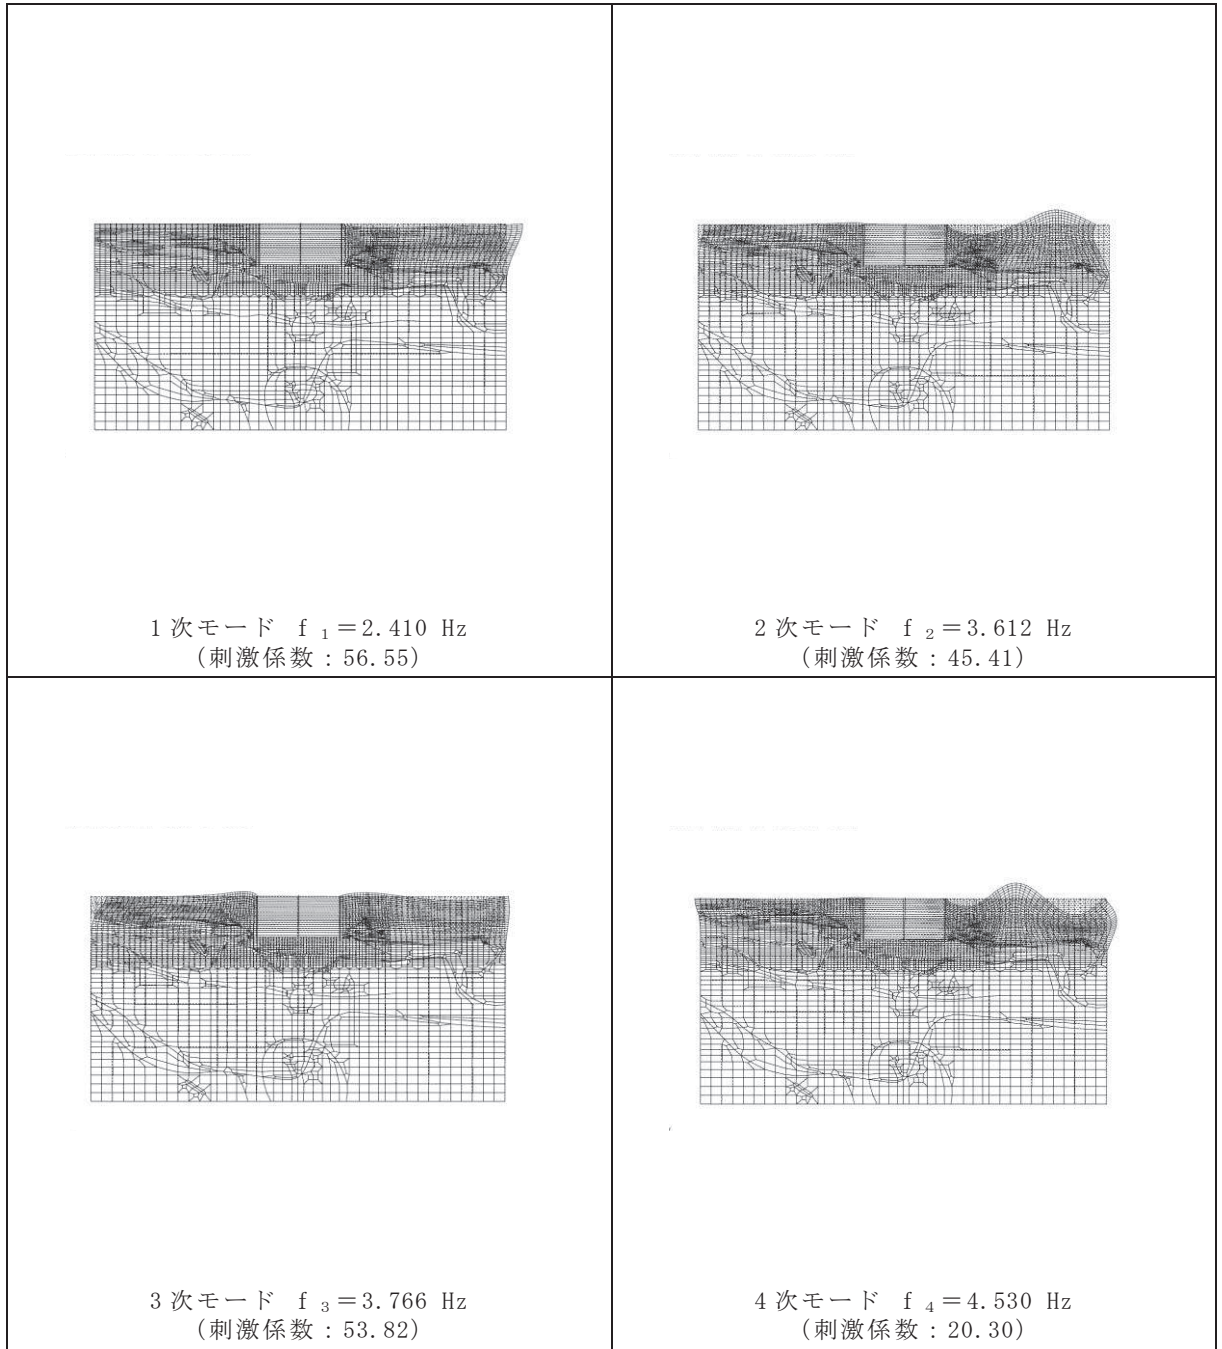 1次モード f₁=2.410 Hz
(刺激係数:56.55)
2次モード f₂=3.612 Hz
(刺激係数:45.41)
3次モード f₃=3.766 Hz
(刺激係数:53.82)
4次モード f₄=4.530 Hz
(刺激係数:20.30)